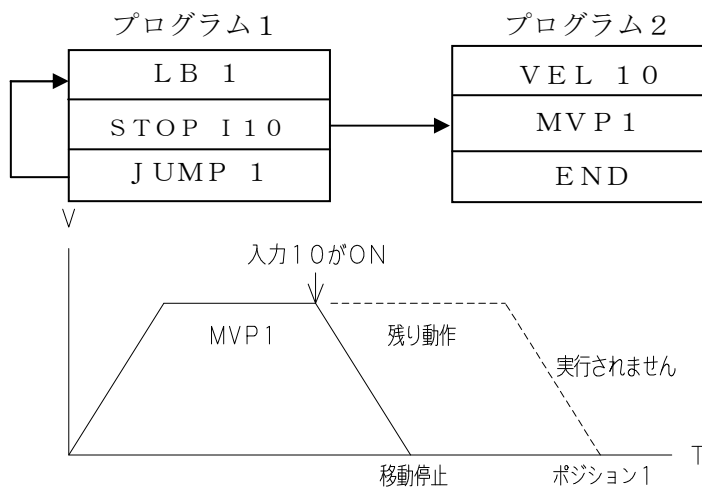 プログラム１
プログラム２
ＬＢ １
ＳＴＯＰ Ｉ１０
ＪＵＭＰ １
ＶＥＬ １０
ＭＶＰ１
ＥＮＤ
Ｖ
入力１０がＯＮ
ＭＶＰ１
残り動作
実行されません
Ｔ
移動停止
ポジション１